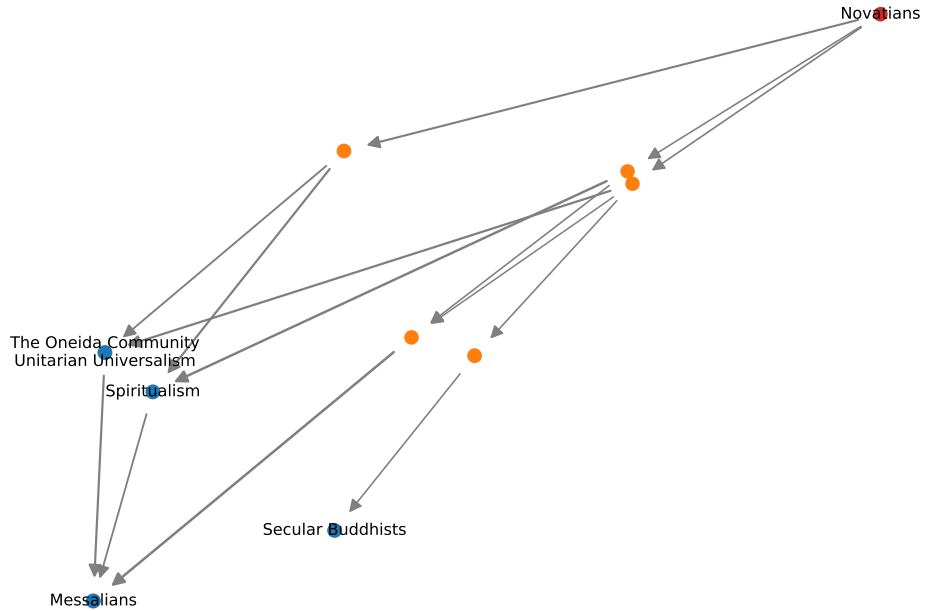 Novatians
The Oneida Community
Unitarian Universalism
Spiritualism
Secular Buddhists
Messalians